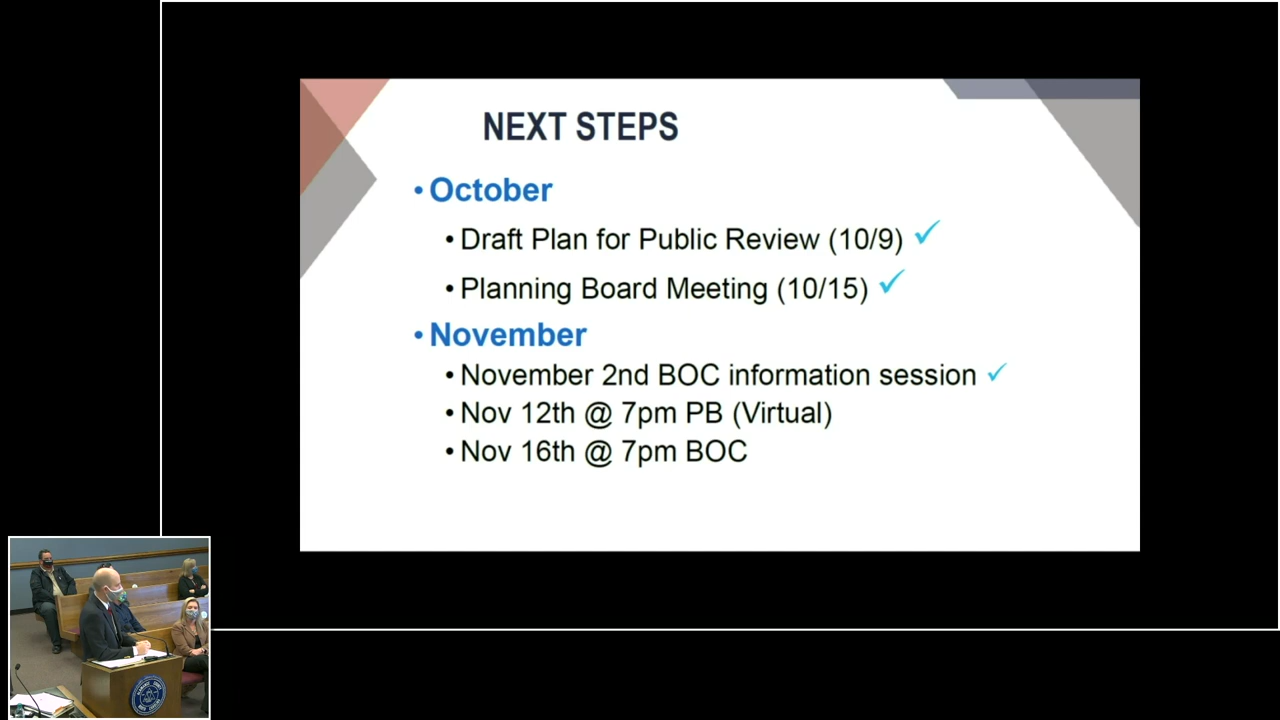 NEXT STEPS
• October
• Draft Plan for Public Review (10/9) ✓
• Planning Board Meeting (10/15) ✓
• November
• November 2nd BOC information session ✓
• Nov 12th @ 7pm PB (Virtual)
• Nov 16th @ 7pm BOC